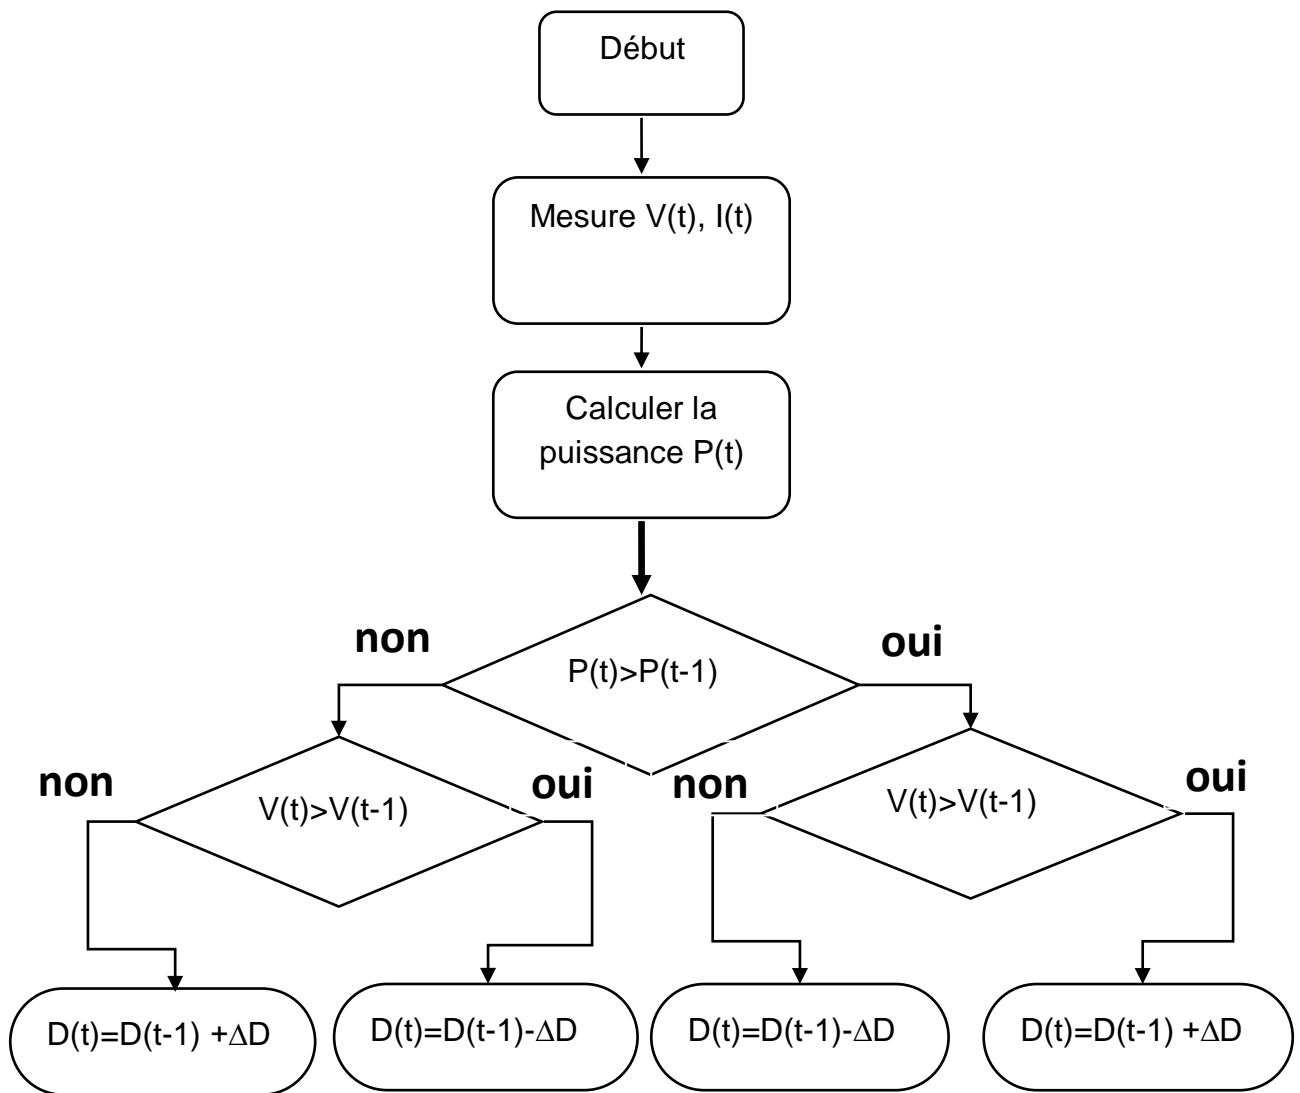 Début
Mesure V(t), I(t)
Calculer la
puissance P(t)
non
oui
P(t)>P(t-1)
non
oui
non
oui
V(t)>V(t-1)
V(t)>V(t-1)
D(t)=D(t-1) +∆D
D(t)=D(t-1)-∆D
D(t)=D(t-1)-∆D
D(t)=D(t-1) +∆D